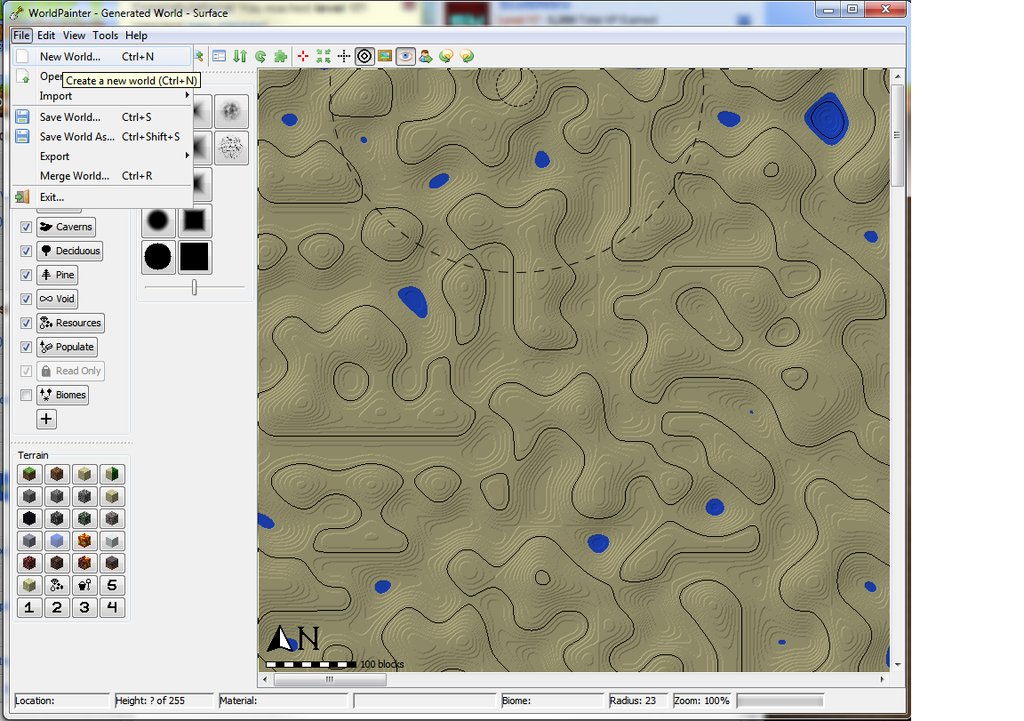 WorldPainter - Generated World - Surface
File Edit View Tools Help
New World... Ctrl+N
Create a new world (Ctrl+N)
Import
Save World... Ctrl+S
Save World As... Ctrl+Shift+S
Export
Merge World... Ctrl+R
Exit...
Caverns
Deciduous
Pine
Void
Resources
Populate
Read Only
Biomes
Terrain
5
1 2 3 4
N
100 blocks
Location: Height: ? of 255 Material: Biome: Radius: 23 Zoom: 100%